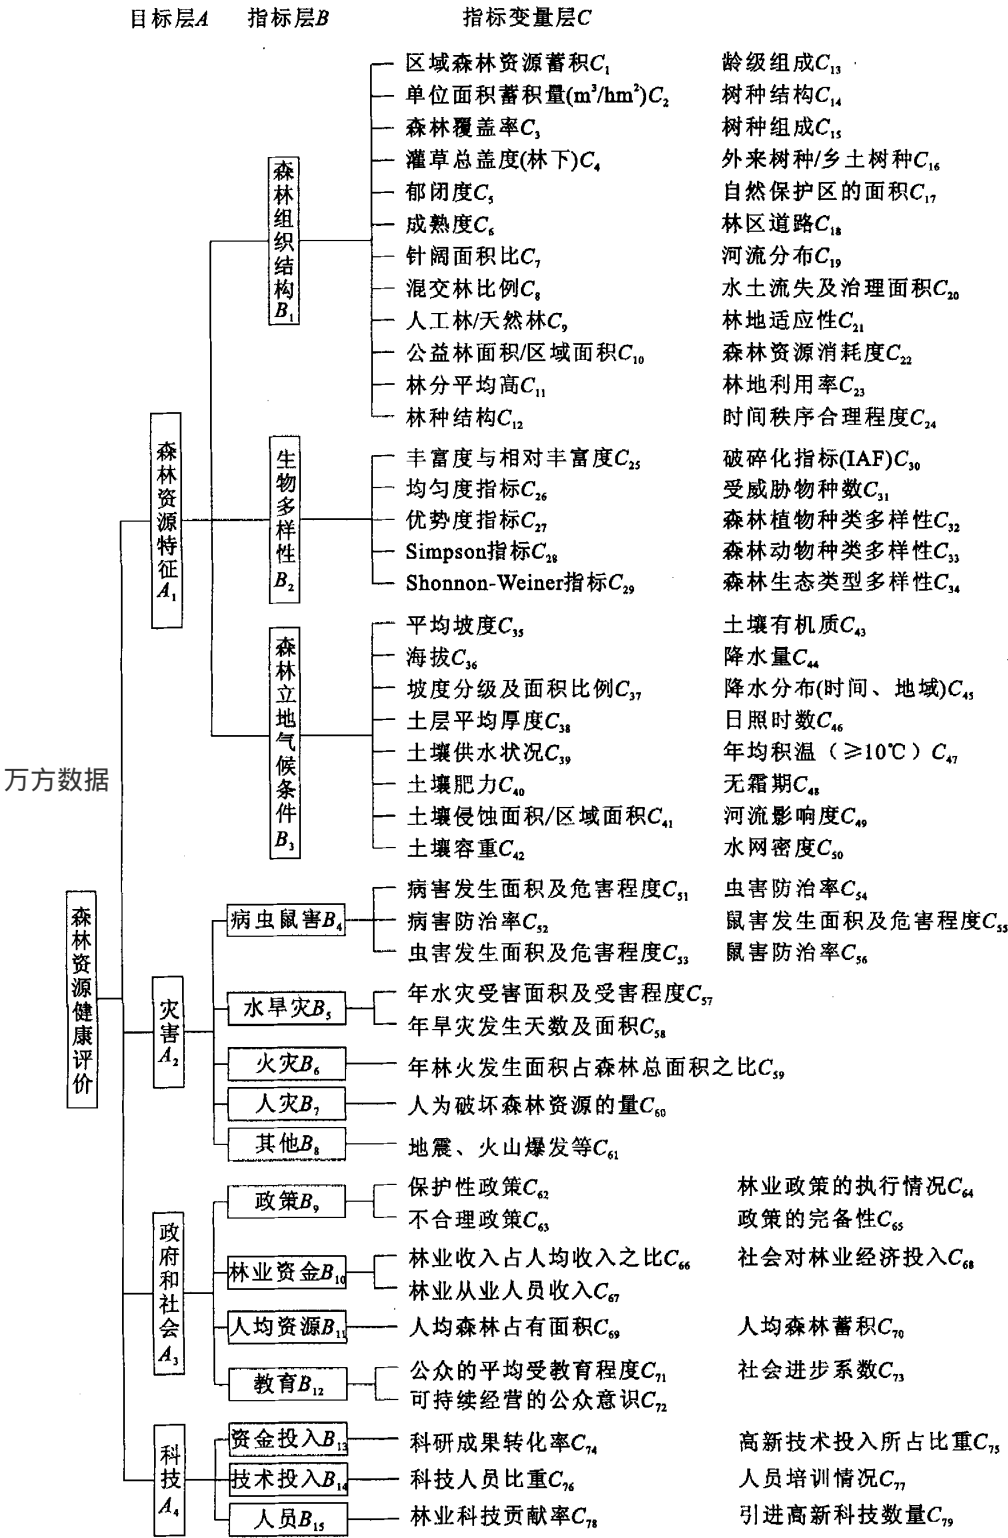 目标层A 指标层B 指标变量层C
区域森林资源蓄积C₁ 龄级组成C₁₃
单位面积蓄积量(m³/hm²)C₂ 树种结构C₁₄
森林覆盖率C₃ 树种组成C₁₅
灌草总盖度(林下)C₄ 外来树种/乡土树种C₁₆
郁闭度C₅ 自然保护区的面积C₁₇
成熟度C₆ 林区道路C₁₈
针阔面积比C₇ 河流分布C₁₉
混交林比例C₈ 水土流失及治理面积C₂₀
人工林/天然林C₉ 林地适应性C₂₁
公益林面积/区域面积C₁₀ 森林资源消耗度C₂₂
林分平均高C₁₁ 林地利用率C₂₃
林种结构C₁₂ 时间秩序合理程度C₂₄
森林组织结构B₁
丰富度与相对丰富度C₂₅ 破碎化指标(IAF)C₃₀
均匀度指标C₂₆ 受威胁物种数C₃₁
优势度指标C₂₇ 森林植物种类多样性C₃₂
Simpson指标C₂₈ 森林动物种类多样性C₃₃
Shonnon-Weiner指标C₂₉ 森林生态类型多样性C₃₄
生物多样性B₂
森林资源特征A₁
平均坡度C₃₅ 土壤有机质C₄₃
海拔C₃₆ 降水量C₄₄
坡度分级及面积比例C₃₇ 降水分布(时间、地域)C₄₅
土层平均厚度C₃₈ 日照时数C₄₆
土壤供水状况C₃₉ 年均积温（≥10℃）C₄₇
土壤肥力C₄₀ 无霜期C₄₈
土壤侵蚀面积/区域面积C₄₁ 河流影响度C₄₉
土壤容重C₄₂ 水网密度C₅₀
森林立地气候条件B₃
万方数据
森林资源健康评价
病害发生面积及危害程度C₅₁ 虫害防治率C₅₄
病虫鼠害B₄ 病害防治率C₅₂ 鼠害发生面积及危害程度C₅₅
虫害发生面积及危害程度C₅₃ 鼠害防治率C₅₆
灾害A₂
年水灾受害面积及受害程度C₅₇
水旱灾B₅
年旱灾发生天数及面积C₅₈
火灾B₆ 年林火发生面积占森林总面积之比C₅₉
人灾B₇ 人为破坏森林资源的量C₆₀
其他B₈ 地震、火山爆发等C₆₁
政府和社会A₃
保护性政策C₆₂ 林业政策的执行情况C₆₄
政策B₉
不合理政策C₆₃ 政策的完备性C₆₅
林业收入占人均收入之比C₆₆ 社会对林业经济投入C₆₈
林业资金B₁₀
林业从业人员收入C₆₇
人均资源B₁₁ 人均森林占有面积C₆₉ 人均森林蓄积C₇₀
公众的平均受教育程度C₇₁ 社会进步系数C₇₃
教育B₁₂
可持续经营的公众意识C₇₂
科技A₄
资金投入B₁₃ 科研成果转化率C₇₄ 高新技术投入所占比重C₇₅
技术投入B₁₄ 科技人员比重C₇₆ 人员培训情况C₇₇
人员B₁₅ 林业科技贡献率C₇₈ 引进高新科技数量C₇₉